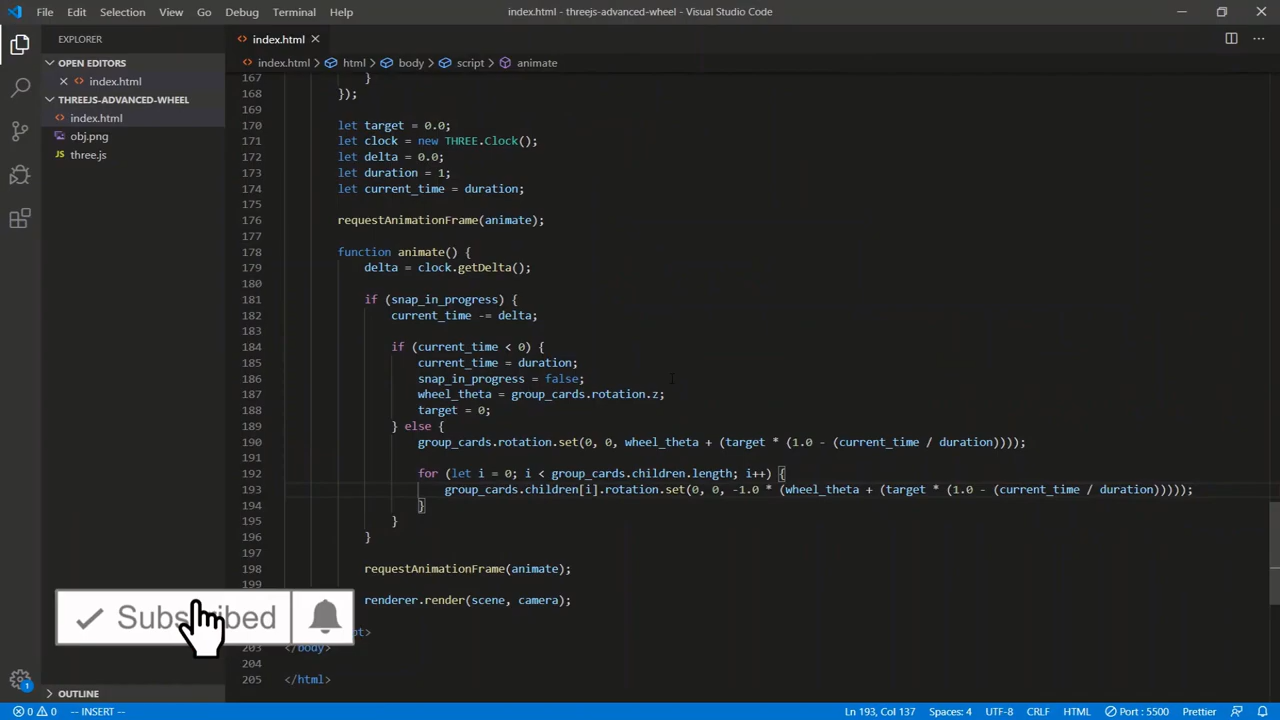 File Edit Selection View Go Debug Terminal Help
index.html - threejs-advanced-wheel - Visual Studio Code
EXPLORER
OPEN EDITORS
index.html
THREEJS-ADVANCED-WHEEL
index.html
obj.png
three.js
OUTLINE
index.html
index.html > html > body > script > animate
167 }
168 });
169
170 let target = 0.0;
171 let clock = new THREE.Clock();
172 let delta = 0.0;
173 let duration = 1;
174 let current_time = duration;
175
176 requestAnimationFrame(animate);
177
178 function animate() {
179 delta = clock.getDelta();
180
181 if (snap_in_progress) {
182 current_time -= delta;
183
184 if (current_time < 0) {
185 current_time = duration;
186 snap_in_progress = false;
187 wheel_theta = group_cards.rotation.z;
188 target = 0;
189 } else {
190 group_cards.rotation.set(0, 0, wheel_theta + (target * (1.0 - (current_time / duration))));
191
192 for (let i = 0; i < group_cards.children.length; i++) {
193 group_cards.children[i].rotation.set(0, 0, -1.0 * (wheel_theta + (target * (1.0 - (current_time / duration)))));
194 }
195 }
196 }
197
198 requestAnimationFrame(animate);
199
renderer.render(scene, camera);
pt>
203 </body>
204
205 </html>
Subscribed
1
0 0 -- INSERT -- Ln 193, Col 137 Spaces: 4 UTF-8 CRLF HTML Port : 5500 Prettier